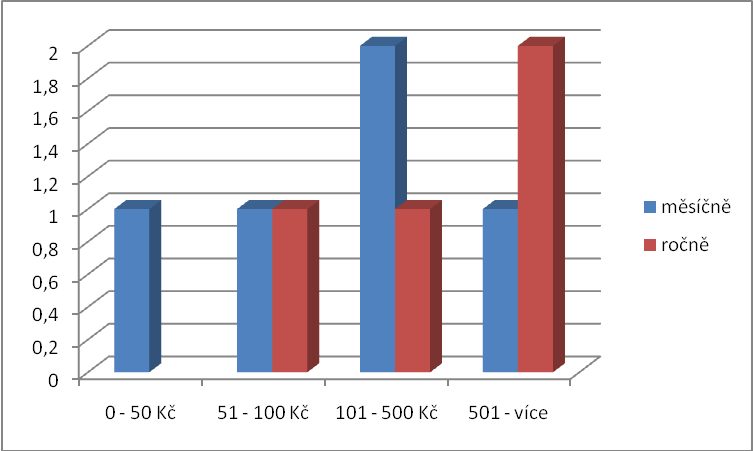 2
1,8
1,6
1,4
1,2
1
0,8
0,6
0,4
0,2
0
0 - 50 Kč
51 - 100 Kč
101 - 500 Kč
501 - více
měsíčně
ročně